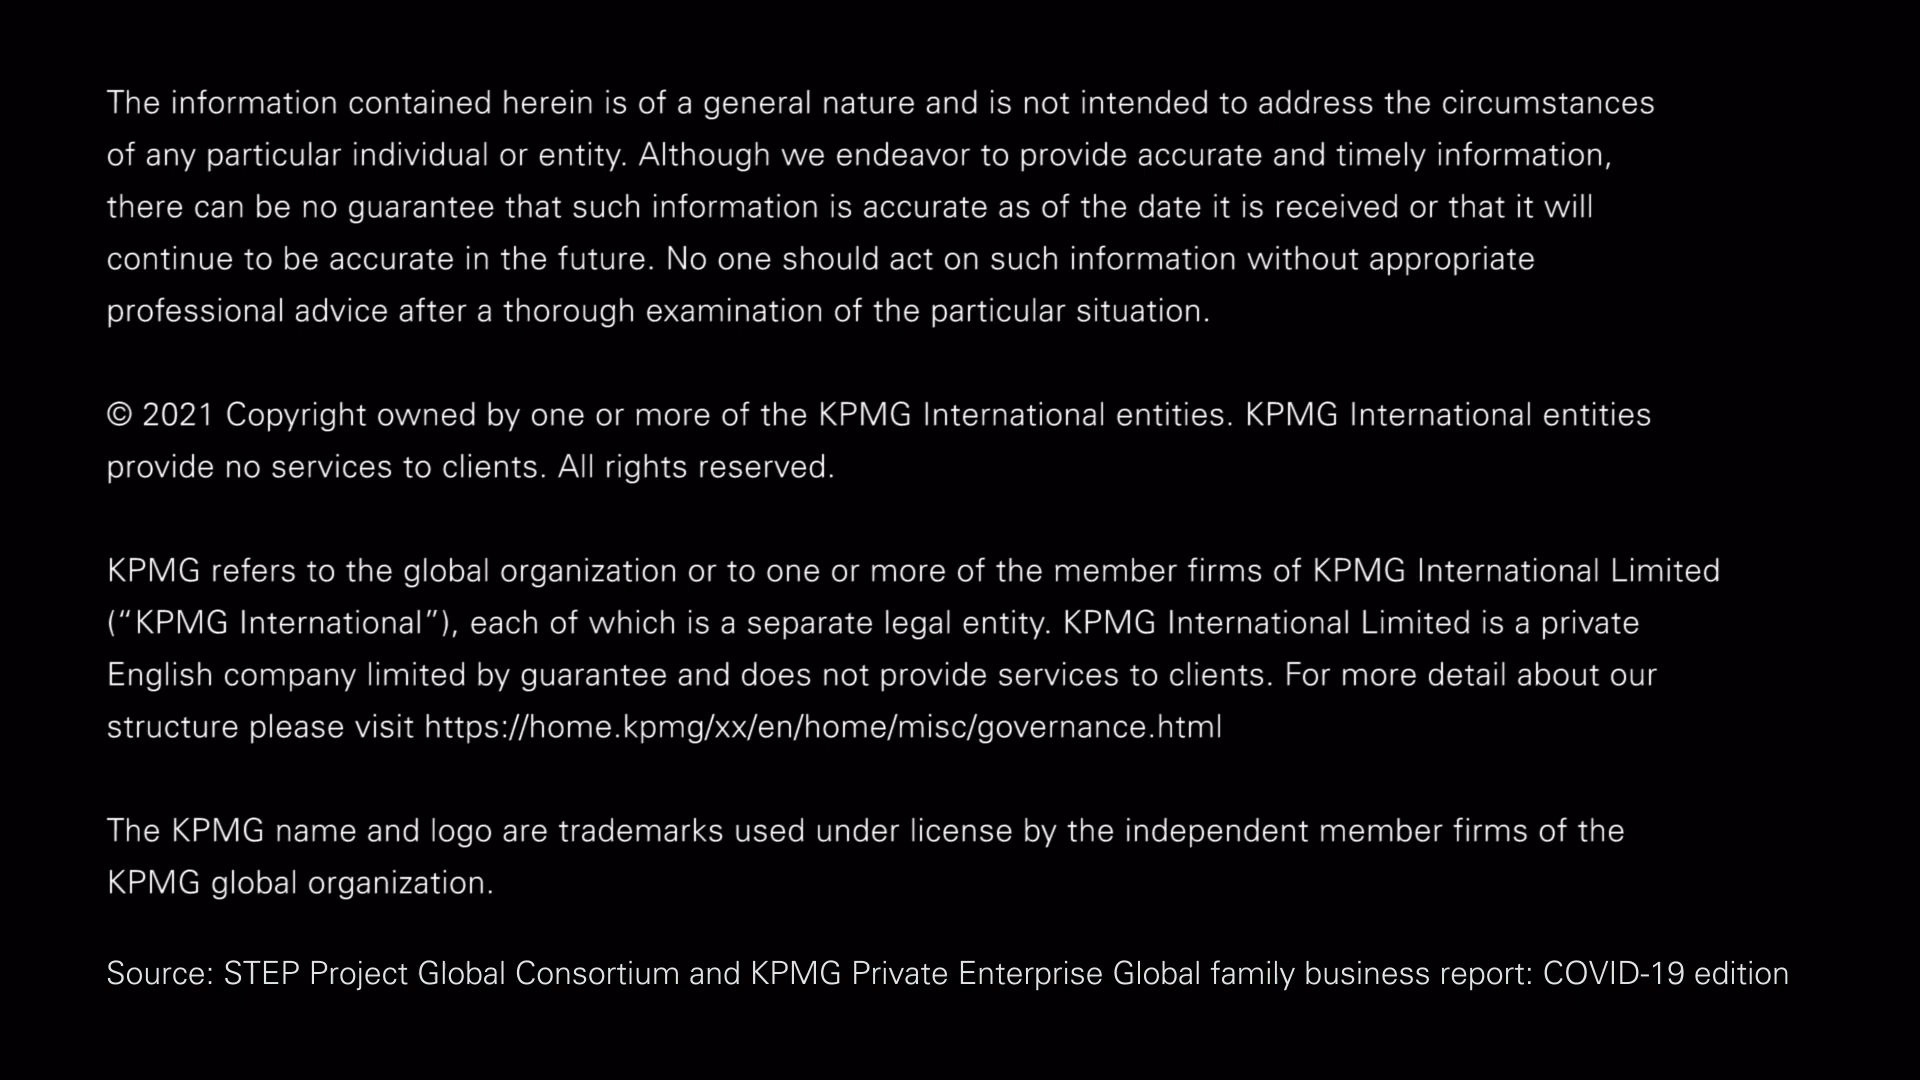 The information contained herein is of a general nature and is not intended to address the circumstances
of any particular individual or entity. Although we endeavor to provide accurate and timely information,
there can be no guarantee that such information is accurate as of the date it is received or that it will
continue to be accurate in the future. No one should act on such information without appropriate
professional advice after a thorough examination of the particular situation.
© 2021 Copyright owned by one or more of the KPMG International entities. KPMG International entities
provide no services to clients. All rights reserved.
KPMG refers to the global organization or to one or more of the member firms of KPMG International Limited
(“KPMG International”), each of which is a separate legal entity. KPMG International Limited is a private
English company limited by guarantee and does not provide services to clients. For more detail about our
structure please visit https://home.kpmg/xx/en/home/misc/governance.html
The KPMG name and logo are trademarks used under license by the independent member firms of the
KPMG global organization.
Source: STEP Project Global Consortium and KPMG Private Enterprise Global family business report: COVID-19 edition